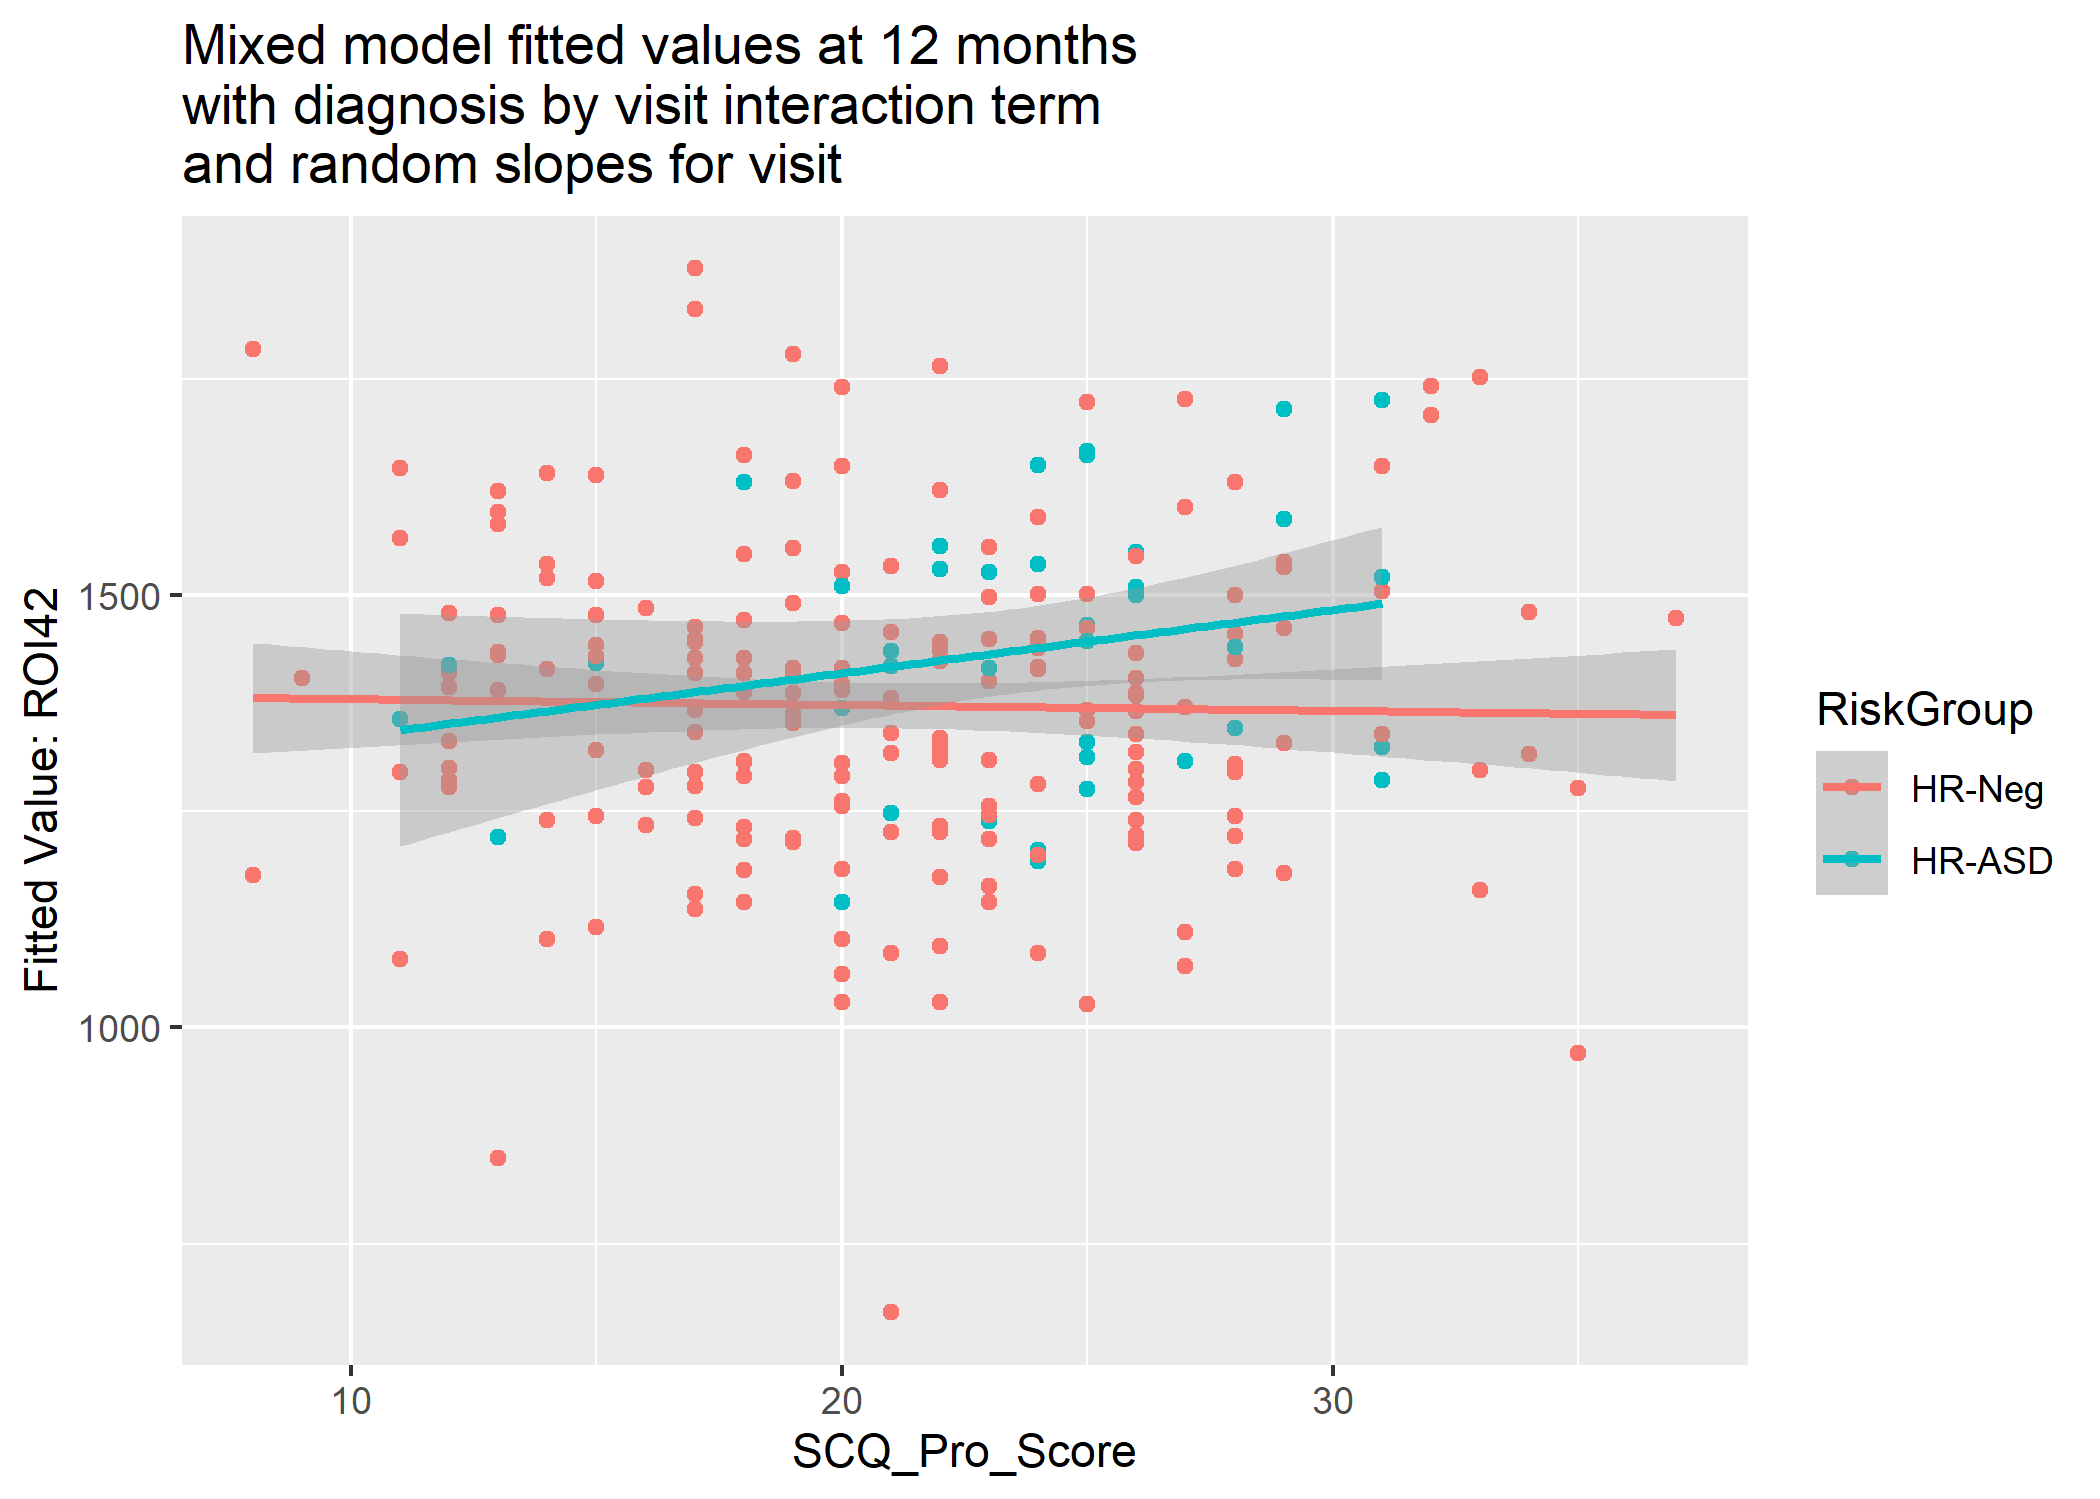 Mixed model fitted values at 12 months
with diagnosis by visit interaction term
and random slopes for visit
Fitted Value: ROI42
1500
1000
10
20
30
SCQ_Pro_Score
RiskGroup
HR-Neg
HR-ASD